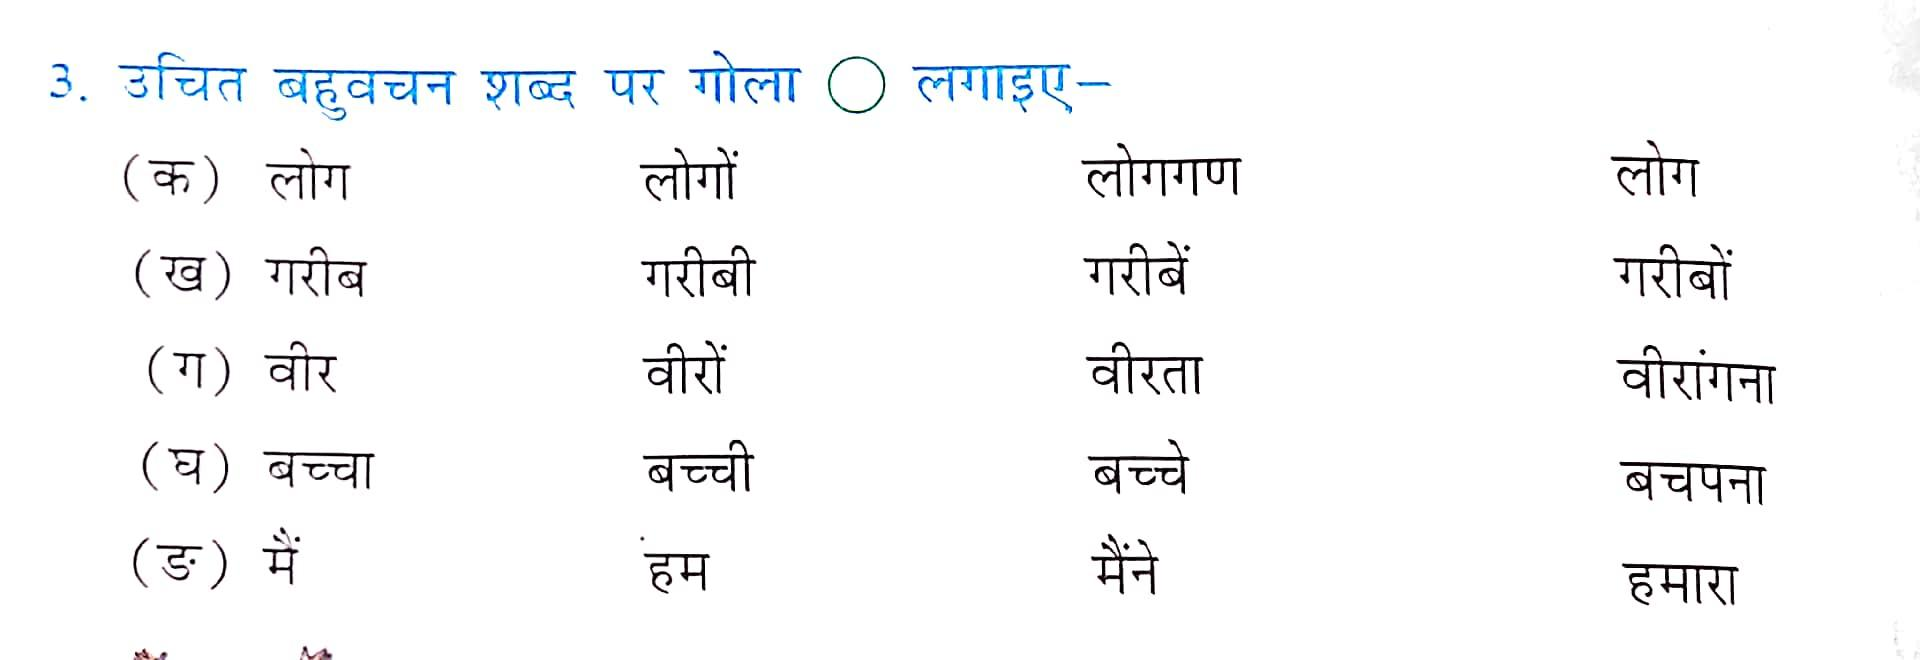 3. उचित बहुवचन शब्द पर गोला ◯ लगाइए–
(क) लोग लोगों लोगगण लोग
(ख) गरीब गरीबी गरीबें गरीबों
(ग) वीर वीरों वीरता वीरांगना
(घ) बच्चा बच्ची बच्चे बचपना
(ङ) मैं हम मैंने हमारा